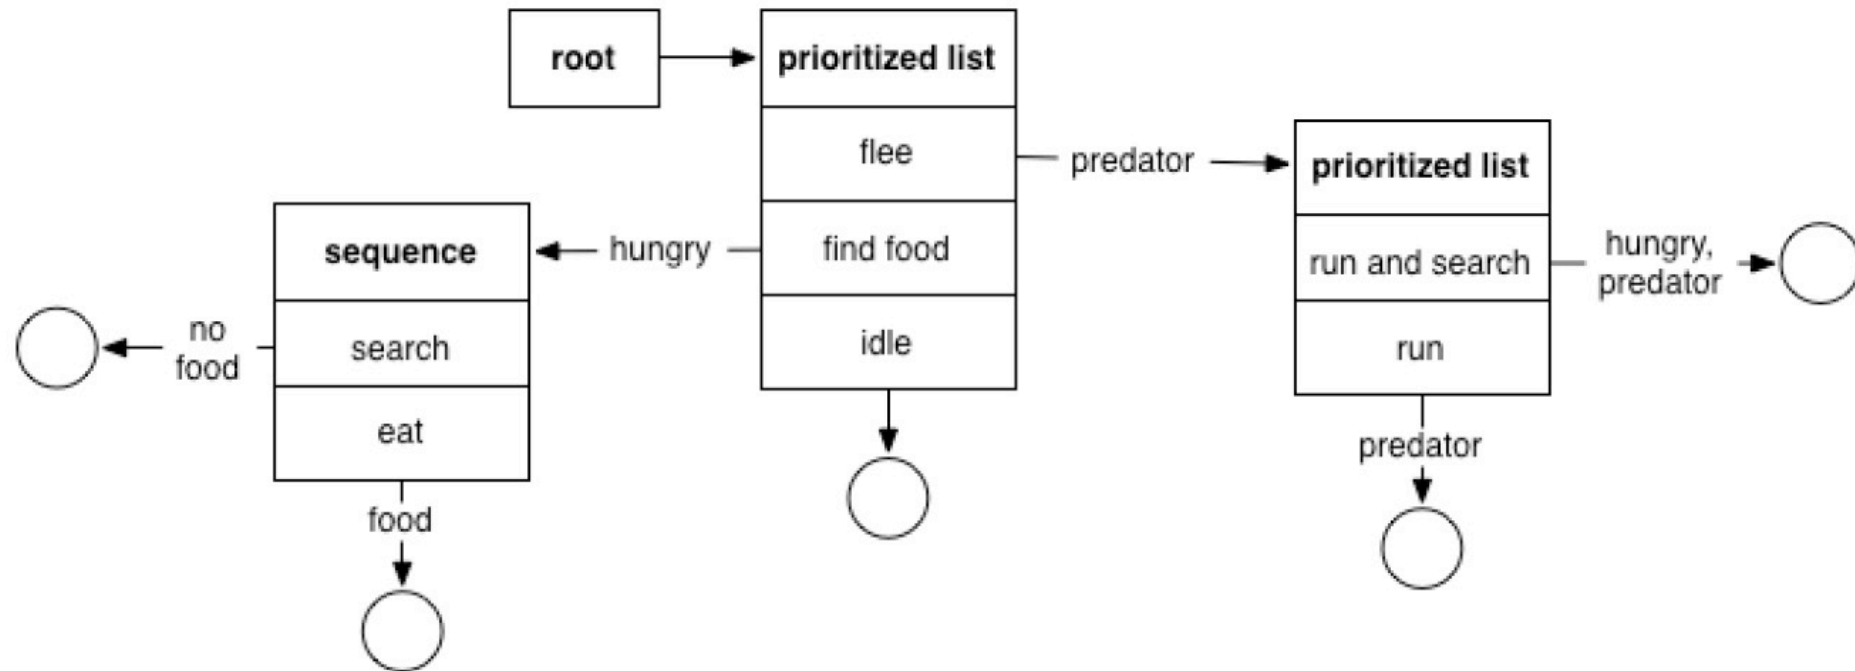 root
prioritized list
flee
find food
idle
predator
prioritized list
run and search
run
hungry,
predator
predator
hungry
sequence
search
eat
no
food
food